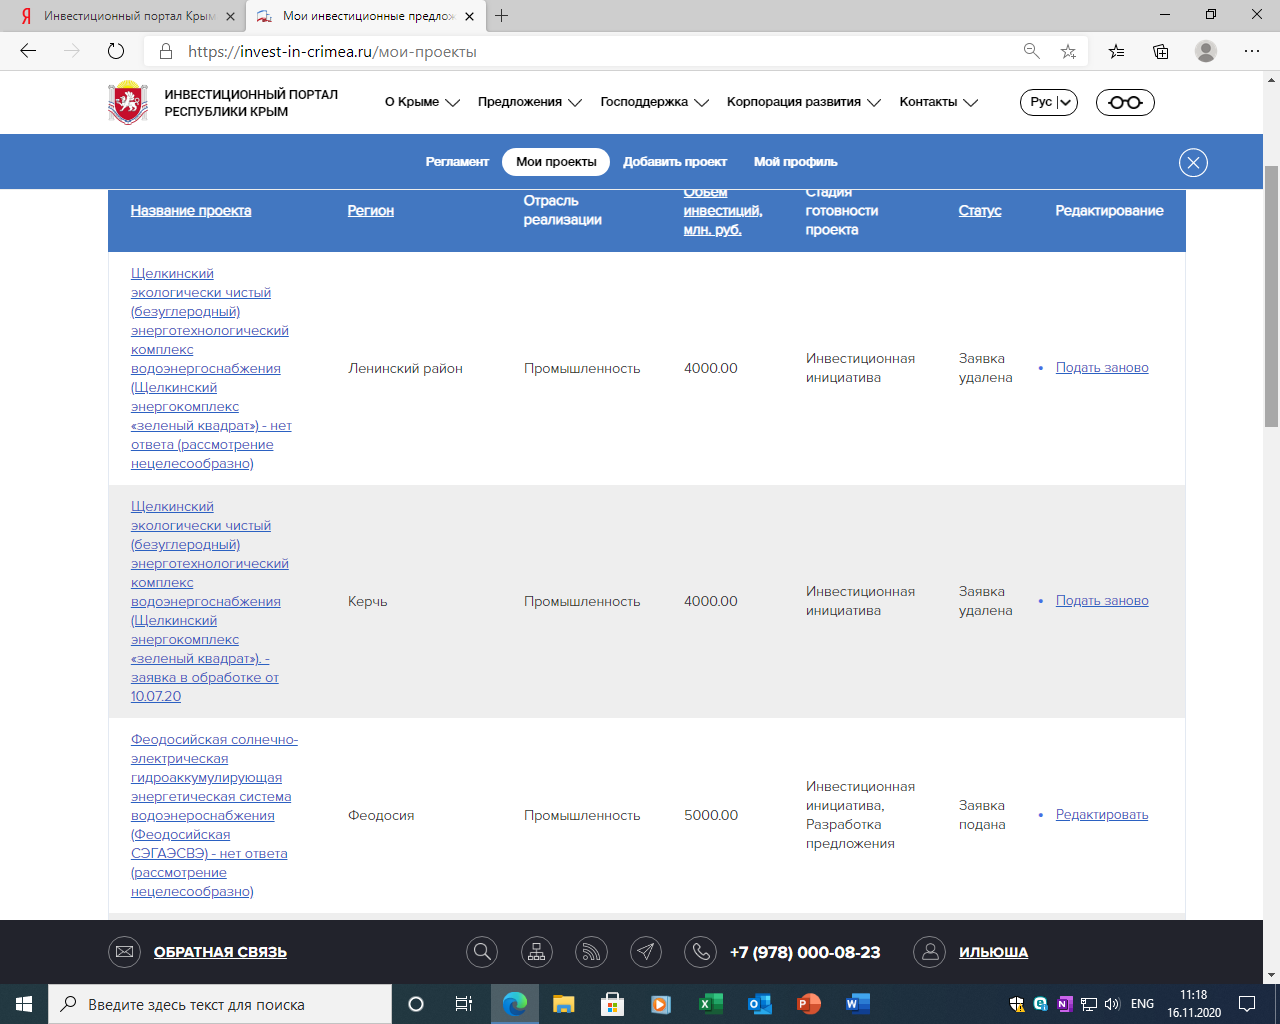 Инвестиционный портал Крым
Мои инвестиционные предлож
https://invest-in-crimea.ru/мои-проекты
ИНВЕСТИЦИОННЫЙ ПОРТАЛ
РЕСПУБЛИКИ КРЫМ
О Крыме Предложения Господдержка Корпорация развития Контакты
Рус
Регламент Мои проекты Добавить проект Мой профиль
Название проекта
Регион
Отрасль
реализации
Объем
инвестиций,
млн. руб.
Стадия
готовности
проекта
Статус
Редактирование
Щелкинский
экологически чистый
(безуглеродный)
энерготехнологический
комплекс
водоэнергоснабжения
(Щелкинский
энергокомплекс
«зеленый квадрат») - нет
ответа (рассмотрение
нецелесообразно)
Ленинский район
Промышленность
4000.00
Инвестиционная
инициатива
Заявка
удалена
Подать заново
Щелкинский
экологически чистый
(безуглеродный)
энерготехнологический
комплекс
водоэнергоснабжения
(Щелкинский
энергокомплекс
«зеленый квадрат»). -
заявка в обработке от
10.07.20
Керчь
Промышленность
4000.00
Инвестиционная
инициатива
Заявка
удалена
Подать заново
Феодосийская солнечно-
электрическая
гидроаккумулирующая
энергетическая система
водоэнероснабжения
(Феодосийская
СЭГАЭСВЭ) - нет ответа
(рассмотрение
нецелесообразно)
Феодосия
Промышленность
5000.00
Инвестиционная
инициатива,
Разработка
предложения
Заявка
подана
Редактировать
ОБРАТНАЯ СВЯЗЬ
+7 (978) 000-08-23
ИЛЬЮША
Введите здесь текст для поиска
ENG
11:18
16.11.2020